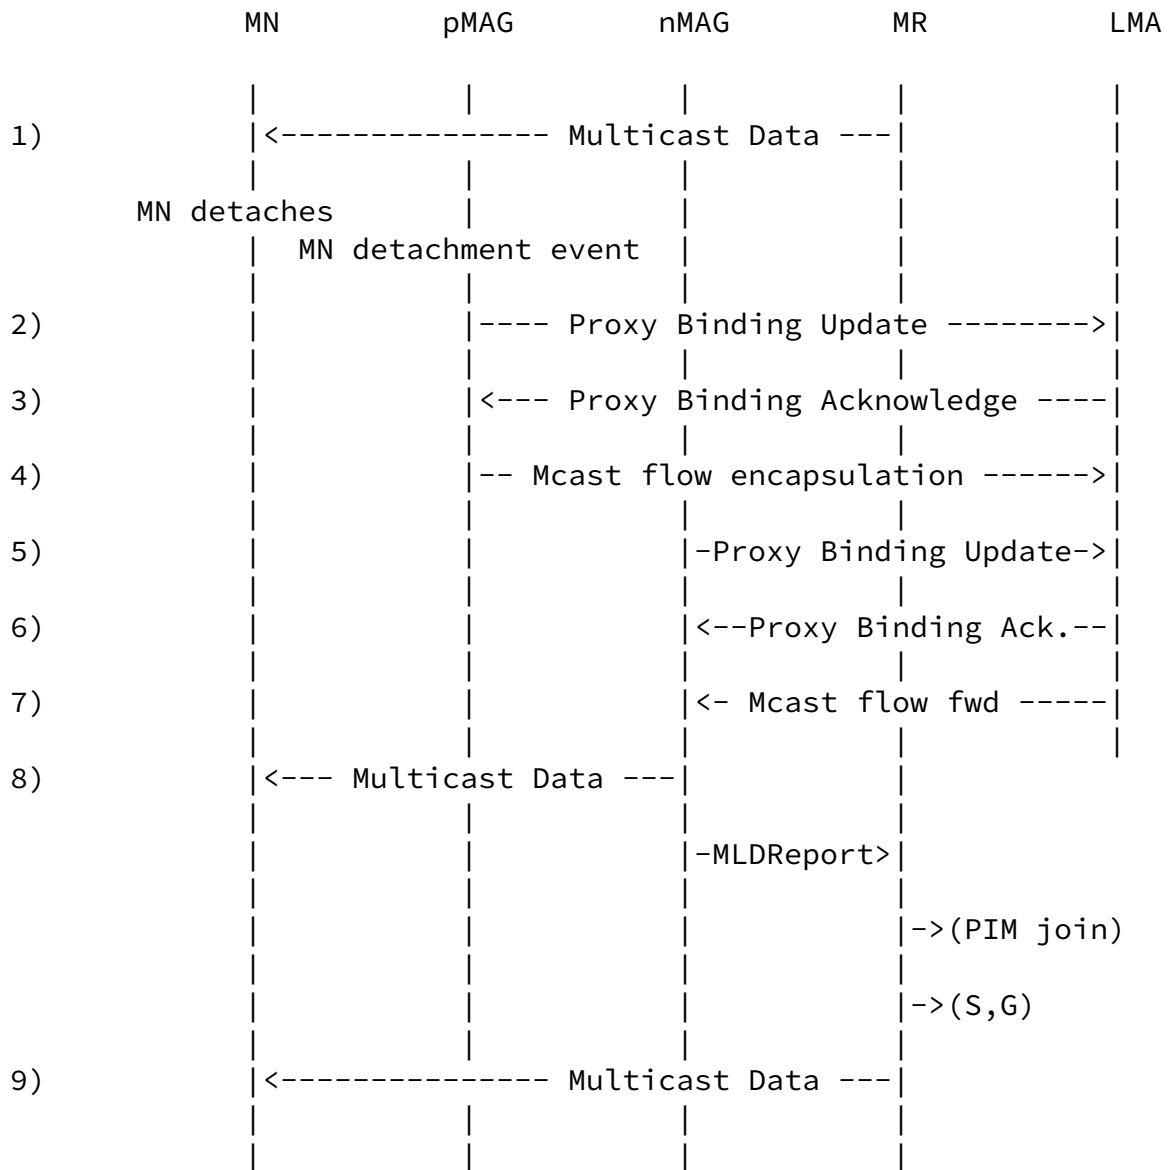 MN pMAG nMAG MR LMA
| | | | |
1) |<--------------- Multicast Data ---| |
| | | | |
MN detaches | | | |
| MN detachment event | | |
| | | | |
2) | |---- Proxy Binding Update -------->|
| | | | |
3) | |<--- Proxy Binding Acknowledge ----|
| | | | |
4) | |-- Mcast flow encapsulation ------>|
| | | | |
5) | | |-Proxy Binding Update->|
| | | | |
6) | | |<--Proxy Binding Ack.--|
| | | | |
7) | | |<- Mcast flow fwd -----|
| | | | |
8) |<--- Multicast Data ---| |
| | | |
| | |-MLDReport>|
| | | |
| | | |->(PIM join)
| | | |
| | | |->(S,G)
| | | |
9) |<--------------- Multicast Data ---|
| | | |
| | | |